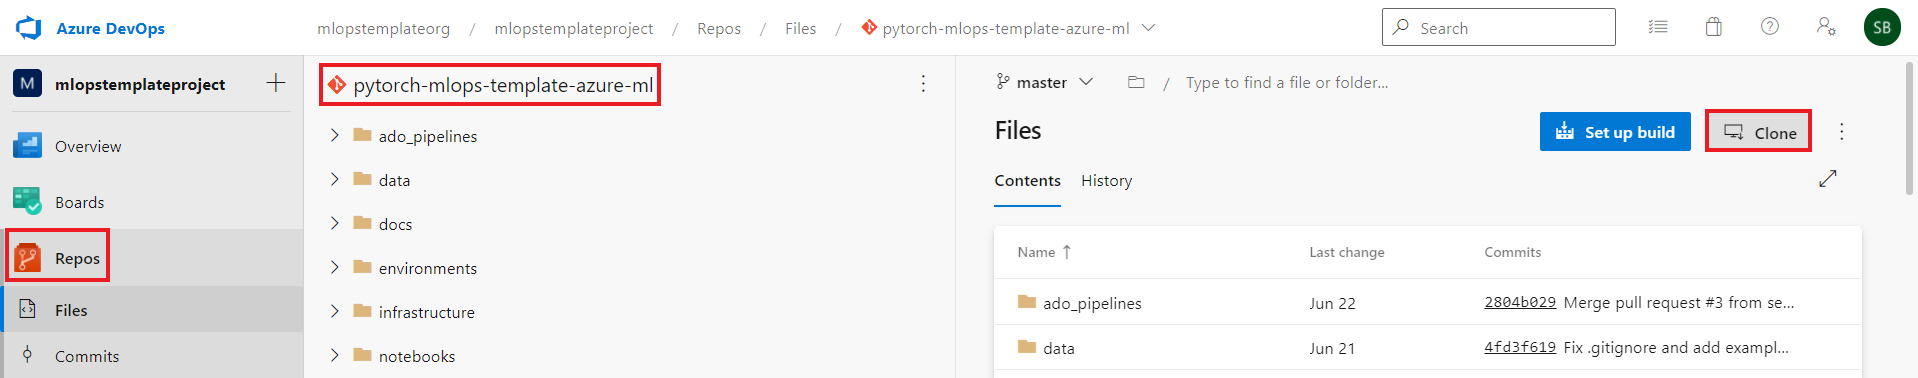 Azure DevOps
mlopstemplateorg / mlopstemplateproject / Repos / Files / pytorch-mlops-template-azure-ml
Search
SB
M mlopstemplateproject
Overview
Boards
Repos
Files
Commits
pytorch-mlops-template-azure-ml
ado_pipelines
data
docs
environments
infrastructure
notebooks
master / Type to find a file or folder...
Files
Set up build
Clone
Contents History
Name ↑ Last change Commits
ado_pipelines Jun 22 2804b029 Merge pull request #3 from se...
data Jun 21 4fd3f619 Fix .gitignore and add exampl...